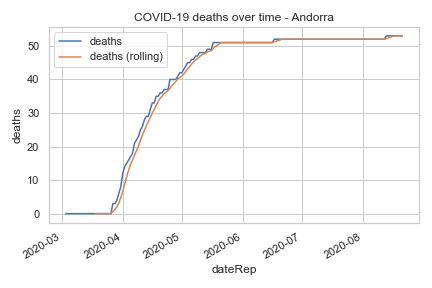 COVID-19 deaths over time - Andorra
deaths
deaths (rolling)
50
40
30
20
10
0
deaths
2020-03
2020-04
2020-05
2020-06
2020-07
2020-08
dateRep